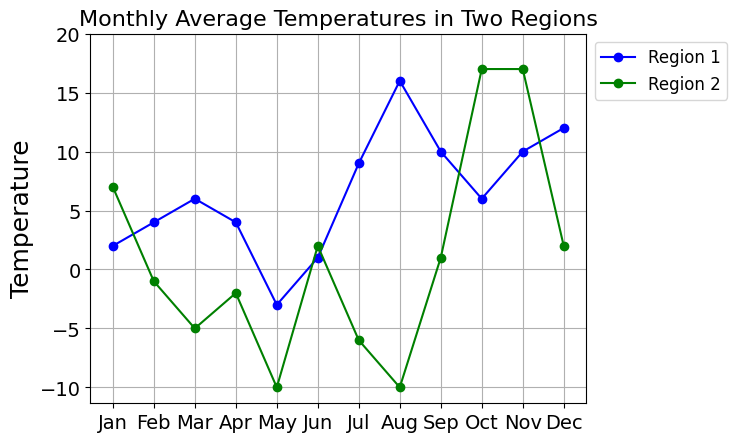 Monthly Average Temperatures in Two Regions
Region 1
Region 2
Temperature
20
15
10
5
0
−5
−10
Jan Feb Mar Apr May Jun Jul Aug Sep Oct Nov Dec